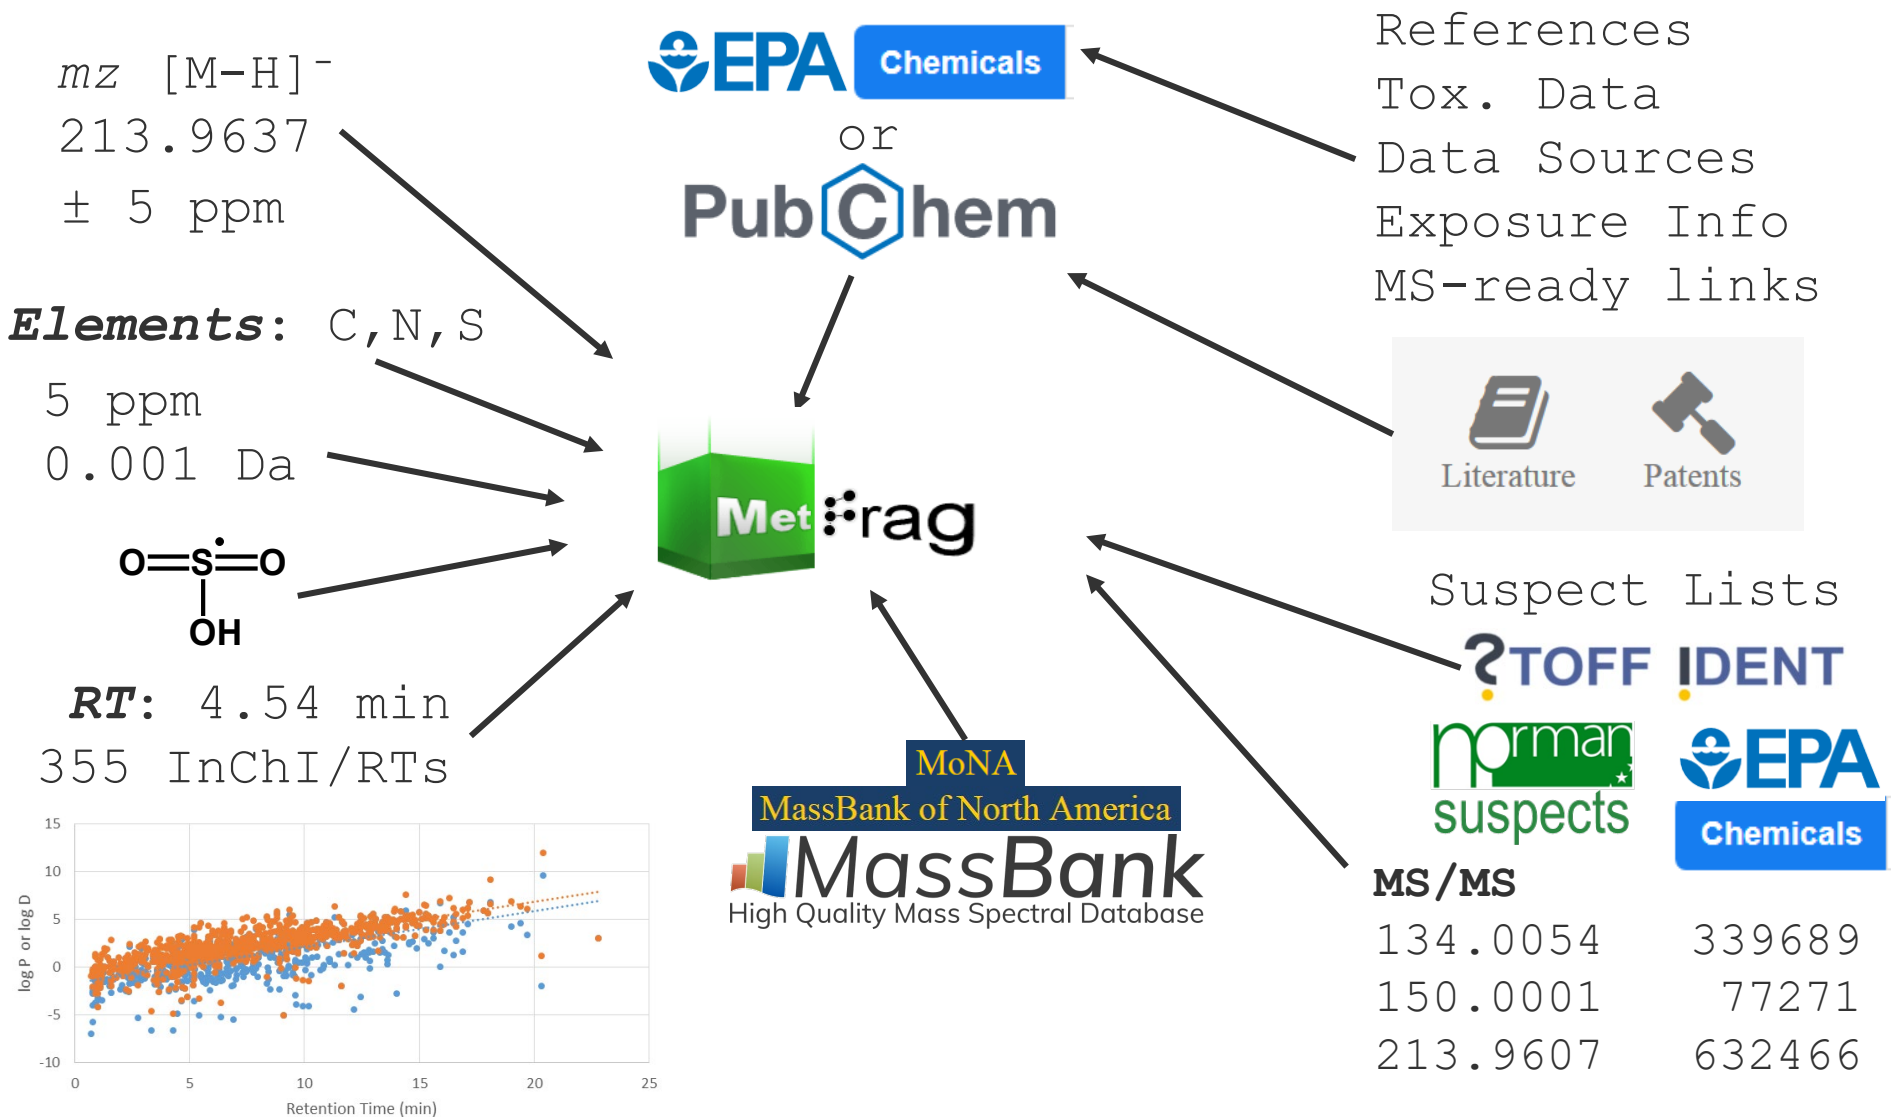 mz [M-H]⁻
213.9637
± 5 ppm
Elements: C,N,S
5 ppm
0.001 Da
O=S=O
OH
RT: 4.54 min
355 InChI/RTs
15
10
5
0
-5
-10
log P or log D
0 5 10 15 20 25
Retention Time (min)
EPA Chemicals
or
PubChem
MetFrag
MoNA
MassBank of North America
MassBank
High Quality Mass Spectral Database
References
Tox. Data
Data Sources
Exposure Info
MS-ready links
Literature Patents
Suspect Lists
?TOFF IDENT
norman
suspects
EPA
Chemicals
MS/MS
134.0054 339689
150.0001 77271
213.9607 632466